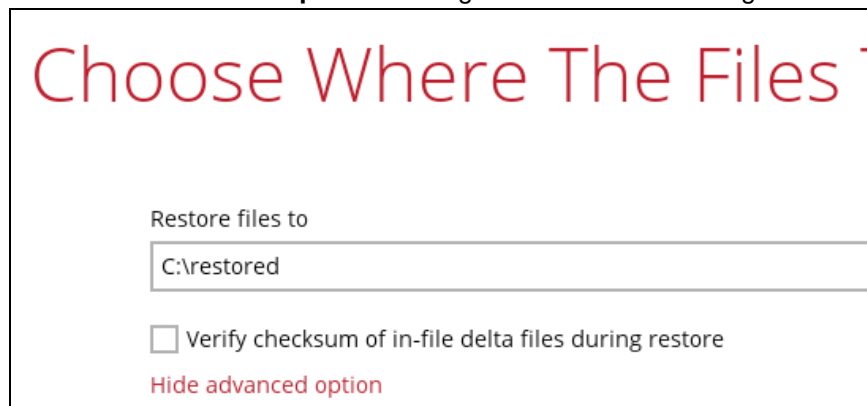 Choose Where The Files
Restore files to
C:\restored
Verify checksum of in-file delta files during restore
Hide advanced option